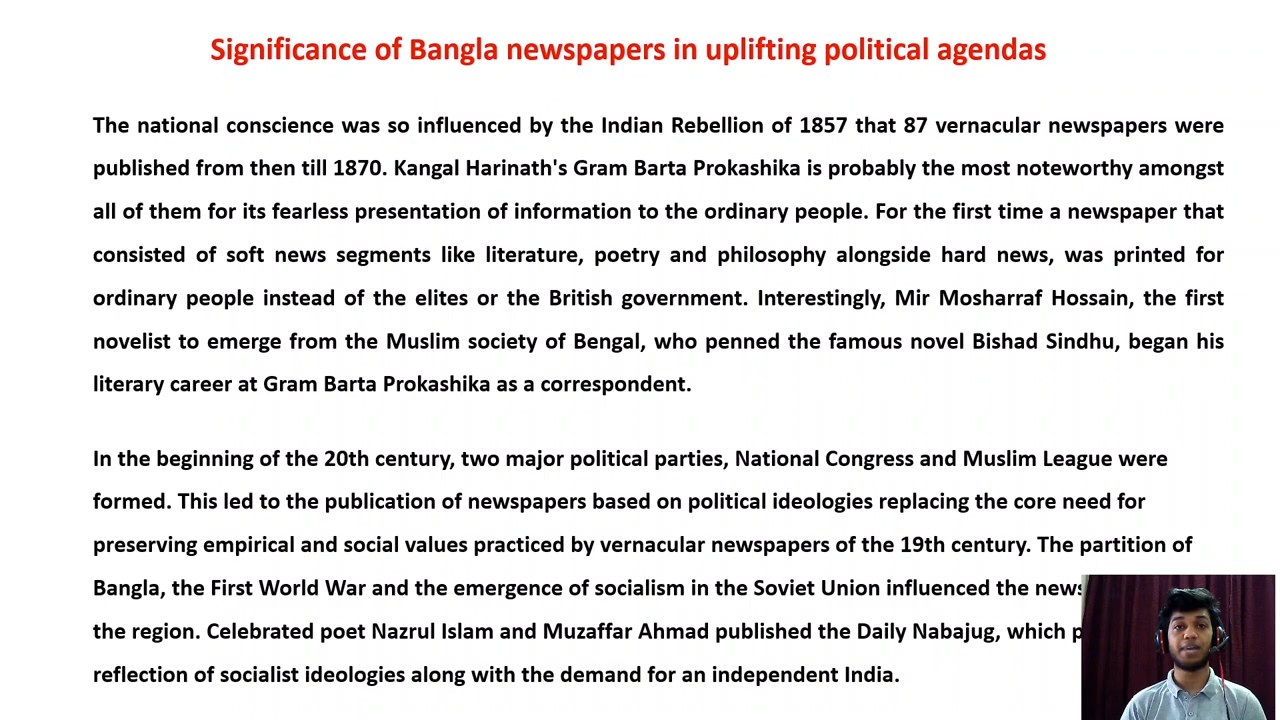 Significance of Bangla newspapers in uplifting political agendas
The national conscience was so influenced by the Indian Rebellion of 1857 that 87 vernacular newspapers were
published from then till 1870. Kangal Harinath's Gram Barta Prokashika is probably the most noteworthy amongst
all of them for its fearless presentation of information to the ordinary people. For the first time a newspaper that
consisted of soft news segments like literature, poetry and philosophy alongside hard news, was printed for
ordinary people instead of the elites or the British government. Interestingly, Mir Mosharraf Hossain, the first
novelist to emerge from the Muslim society of Bengal, who penned the famous novel Bishad Sindhu, began his
literary career at Gram Barta Prokashika as a correspondent.
In the beginning of the 20th century, two major political parties, National Congress and Muslim League were
formed. This led to the publication of newspapers based on political ideologies replacing the core need for
preserving empirical and social values practiced by vernacular newspapers of the 19th century. The partition of
Bangla, the First World War and the emergence of socialism in the Soviet Union influenced the
the region. Celebrated poet Nazrul Islam and Muzaffar Ahmad published the Daily Nabajug, which
reflection of socialist ideologies along with the demand for an independent India.